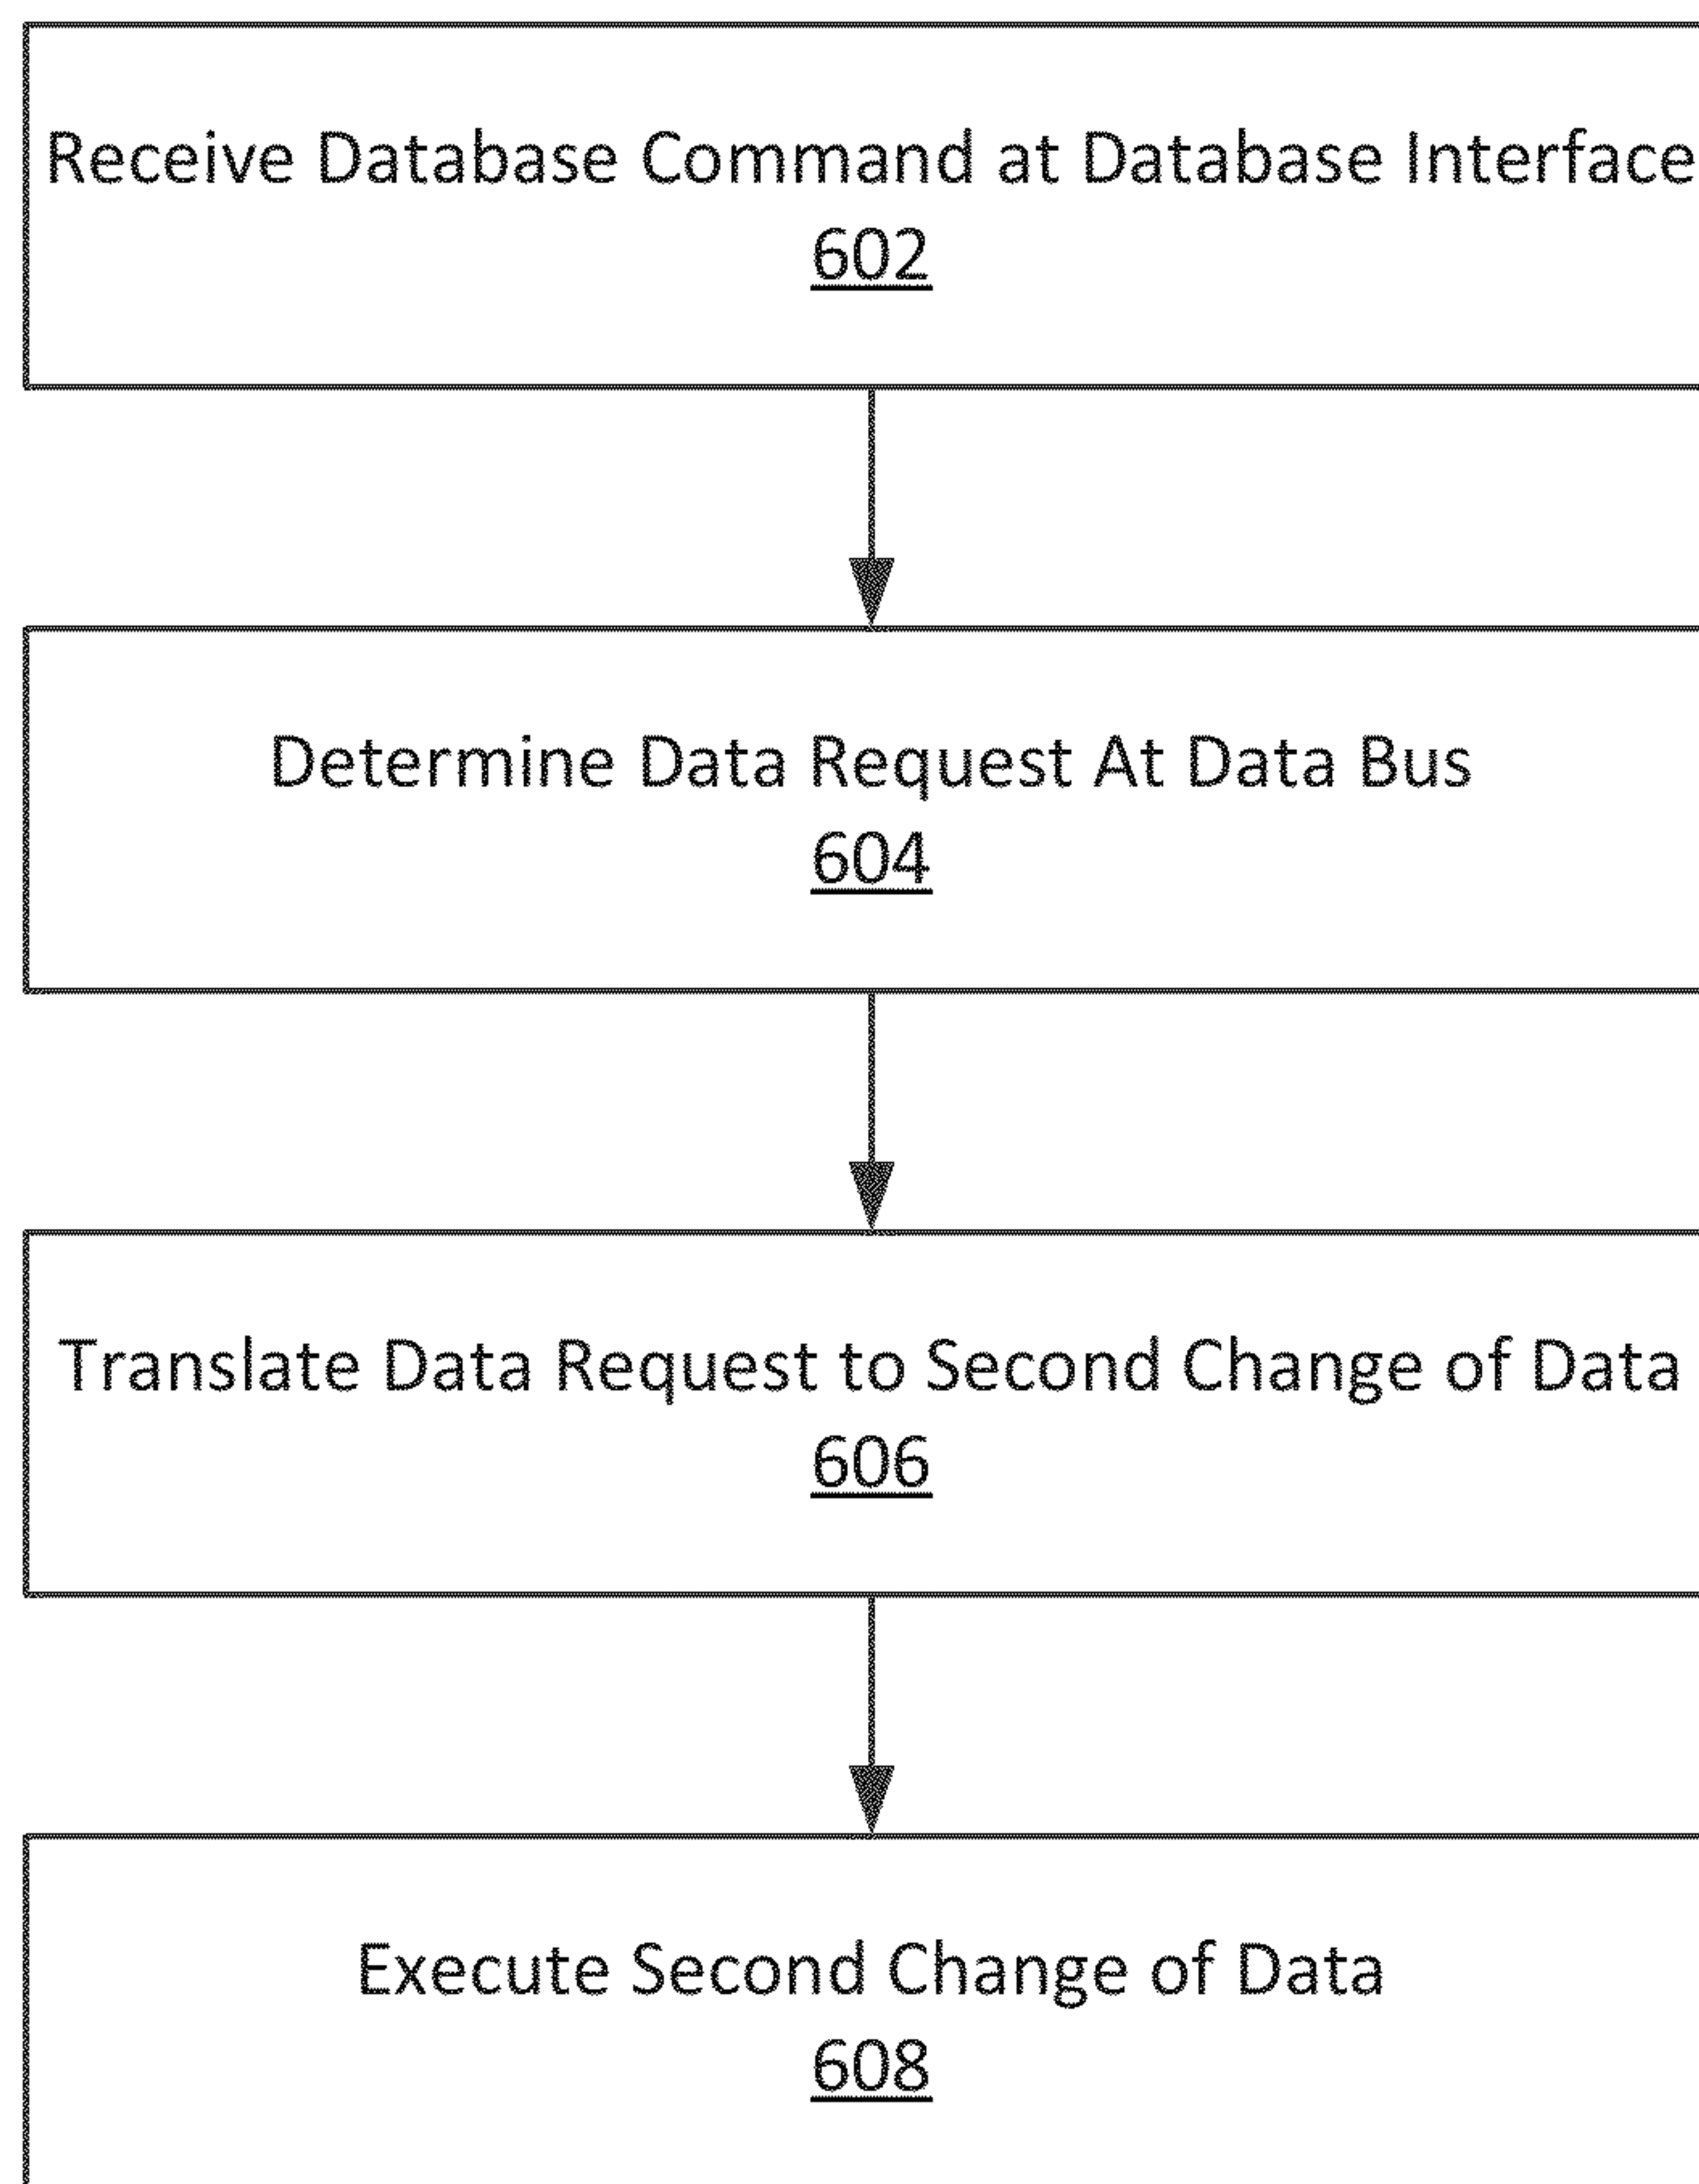 Receive Database Command at Database Interface
602
Determine Data Request At Data Bus
604
Translate Data Request to Second Change of Data
606
Execute Second Change of Data
608